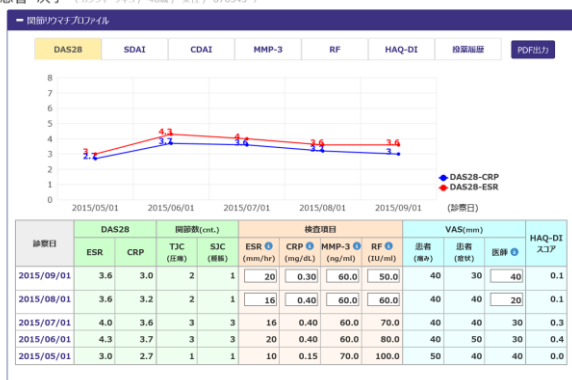 関節リウマチプロファイル
DAS28 SDAI CDAI MMP-3 RF HAQ-DI 投薬履歴 PDF出力
8
7
6
5
4
3
2
1
0
3 4.3 4 3.6 3.6
2.7 3.7 3.6 3.2 3
DAS28-CRP
DAS28-ESR
2015/05/01 2015/06/01 2015/07/01 2015/08/01 2015/09/01 (診察日)
診察日 DAS28 関節数(cnt.) 検査項目 VAS(mm) HAQ-DI スコア
ESR CRP TJC (圧痛) SJC (腫脹) ESR (mm/hr) CRP (mg/dL) MMP-3 (ng/ml) RF (IU/ml) 患者 (痛み) 患者 (症状) 医師
2015/09/01 3.6 3.0 2 1 20 0.30 60.0 50.0 40 30 40 0.1
2015/08/01 3.6 3.2 2 1 16 0.40 60.0 60.0 40 40 20 0.1
2015/07/01 4.0 3.6 3 3 16 0.40 60.0 70.0 40 40 30 0.3
2015/06/01 4.3 3.7 3 3 20 0.40 60.0 80.0 40 50 30 0.4
2015/05/01 3.0 2.7 1 1 10 0.15 70.0 100.0 50 40 40 0.0